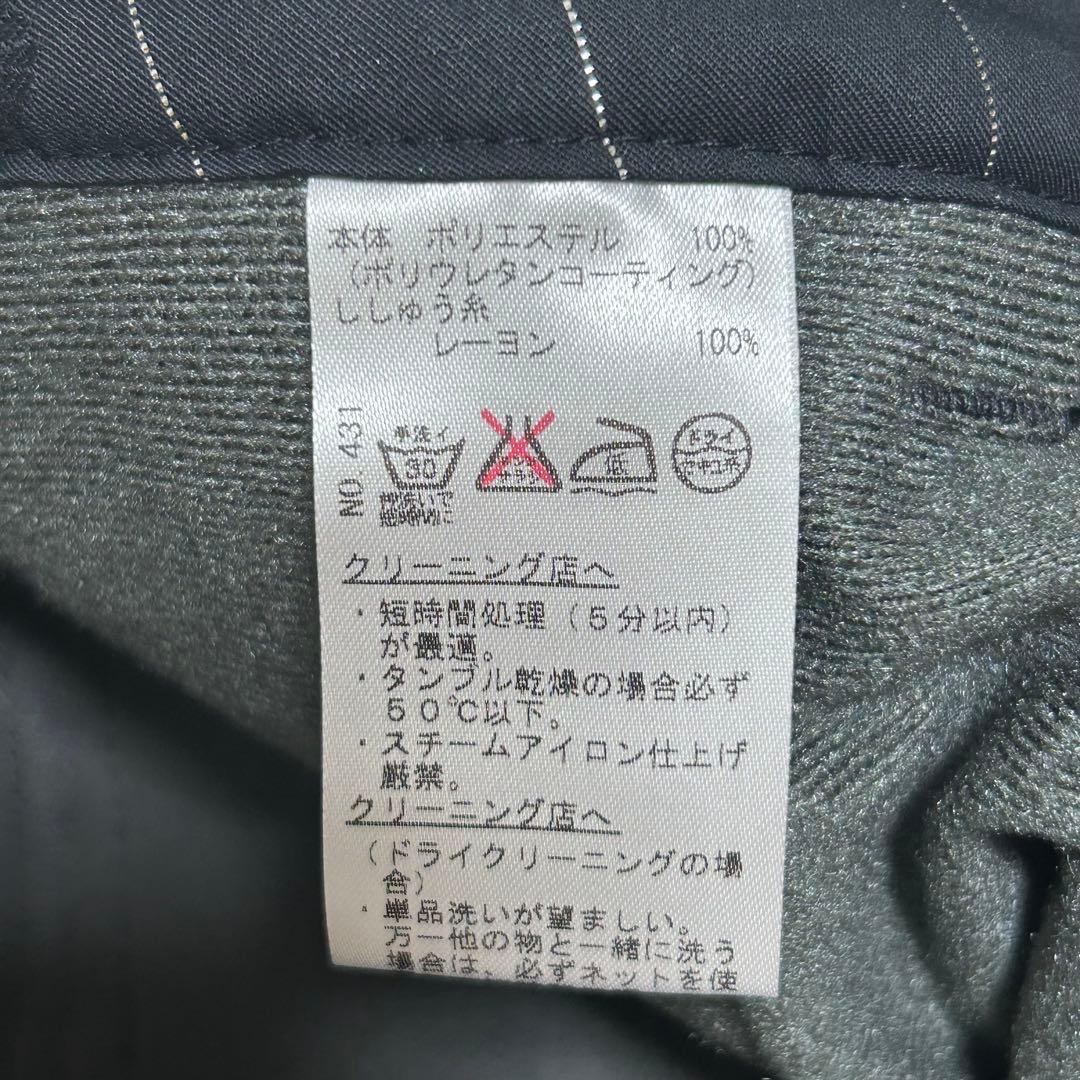 本体 ポリエステル 100%
(ポリウレタンコーティング)
ししゅう糸
レーヨン 100%
NO.431
手洗イ
30
低
ドライ
クリーニング店へ
・短時間処理(5分以内)
が最適。
・タンブル乾燥の場合必ず
50℃以下。
・スチームアイロン仕上げ
厳禁。
クリーニング店へ
(ドライクリーニングの場
合)
・単品洗いが望ましい。
万一他の物と一緒に洗う
場合は、必ずネットを使